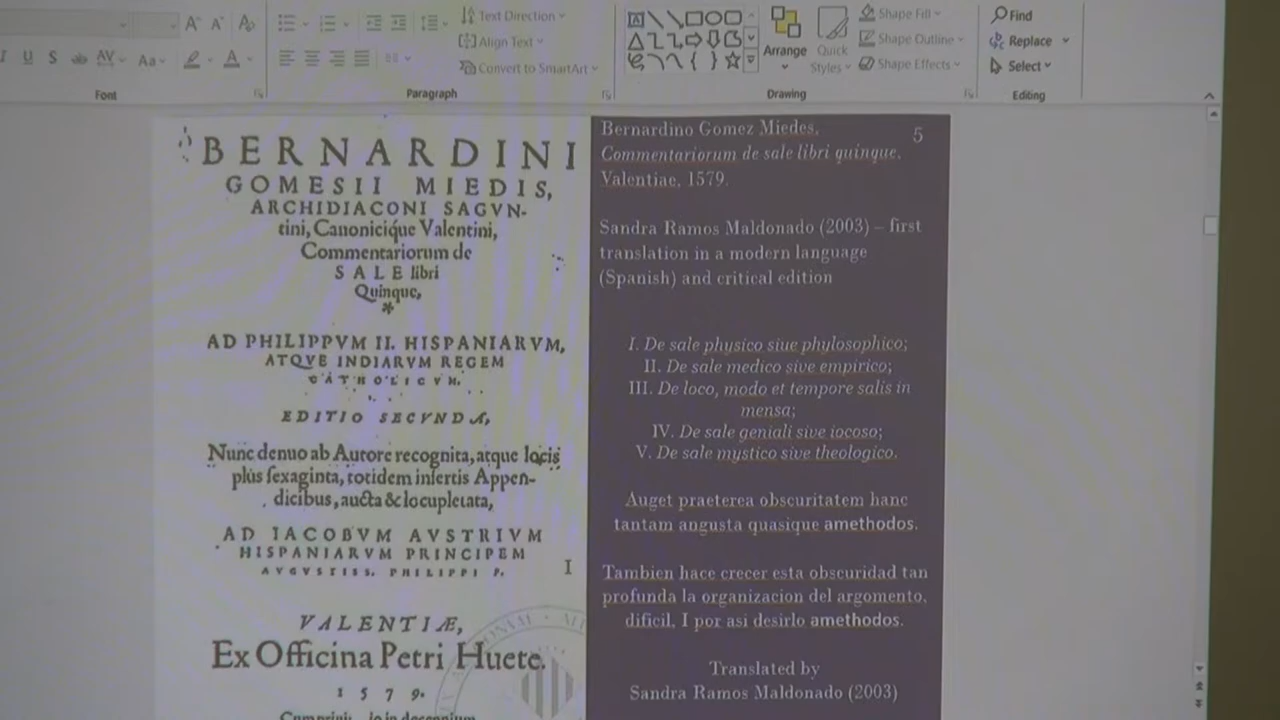 Text Direction
Align Text
Convert to SmartArt
Font
Paragraph
Arrange
Quick
Styles
Shape Fill
Shape Outline
Shape Effects
Drawing
Find
Replace
Select
Editing
BERNARDINI
GOMESII MIEDIS,
ARCHIDIACONI SAGVN-
tini, Canonicique Valentini,
Commentariorum de
SALE libri
Quinque,
AD PHILIPPVM II. HISPANIARVM,
ATQVE INDIARVM REGEM
CATHOLICVM.
EDITIO SECVNDA,
Nunc denuo ab Autore recognita, atque locis
plùs sexaginta, totidem insertis Appen-
dicibus, aucta & locupletata,
AD IACOBVM AVSTRIVM
HISPANIARVM PRINCIPEM
AVGVSTISS. PHILIPPI F.
VALENTIÆ,
Ex Officina Petri Huete.
1579.
5
Bernardino Gomez Miedes,
Commentariorum de sale libri quinque.
Valentiae, 1579.
Sandra Ramos Maldonado (2003) – first
translation in a modern language
(Spanish) and critical edition
I. De sale physico siue phylosophico;
II. De sale medico sive empirico;
III. De loco, modo et tempore salis in
mensa;
IV. De sale geniali sive iocoso;
V. De sale mystico sive theologico.
Auget praeterea obscuritatem hanc
tantam angusta quasique amethodos.
Tambien hace crecer esta obscuridad tan
profunda la organizacion del argomento,
dificil, I por asi desirlo amethodos.
Translated by
Sandra Ramos Maldonado (2003)